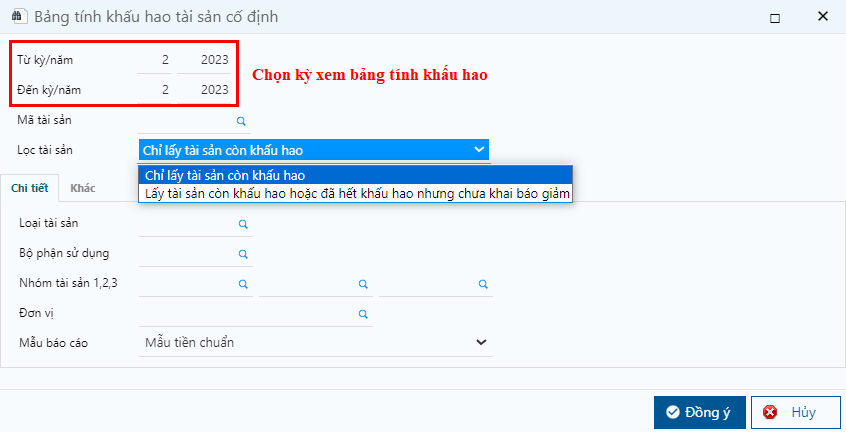 Bảng tính khấu hao tài sản cố định
Từ kỳ/năm 2 2023
Chọn kỳ xem bảng tính khấu hao
Đến kỳ/năm 2 2023
Mã tài sản
Lọc tài sản Chỉ lấy tài sản còn khấu hao
Chỉ lấy tài sản còn khấu hao
Lấy tài sản còn khấu hao hoặc đã hết khấu hao nhưng chưa khai báo giảm
Chi tiết Khác
Loại tài sản
Bộ phận sử dụng
Nhóm tài sản 1,2,3
Đơn vị
Mẫu báo cáo Mẫu tiền chuẩn
Đồng ý Hủy